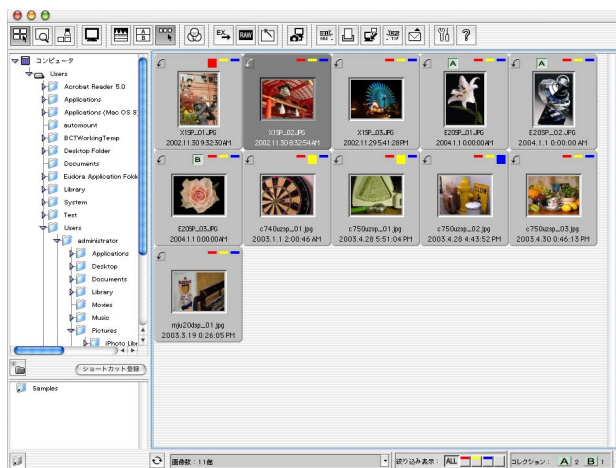 EX
RAW
A
B
コンピュータ
Users
Acrobat Reader 5.0
Applications
Applications (Mac OS 9)
automount
BCTWorkingTemp
Desktop Folder
Documents
Eudora Application Folde
Library
System
Test
Users
administrator
Applications
Desktop
Documents
Library
Movies
Music
Pictures
iPhoto Libr
ショートカット登録
Samples
X1SP_01.JPG
2002.11.30 9:32:30 AM
X1SP_02.JPG
2002.11.30 8:32:54 AM
X1SP_03.JPG
2002.11.29 5:41:28 PM
A
E20SP_01.JPG
2004.1.1 0:00:00 AM
A
E20SP_02.JPG
2004.1.1 0:00:00 AM
B
E20SP_03.JPG
2004.1.1 0:00:00 AM
c740uzsp_01.jpg
2003.1.1 2:00:46 AM
c750uzsp_01.jpg
2003.4.28 5:51:04 PM
c750uzsp_02.jpg
2003.4.28 4:43:52 PM
c750uzsp_03.jpg
2003.4.30 0:46:13 PM
mju20dsp_01.jpg
2003.3.19 0:26:05 PM
画像数：11個
絞り込み表示： ALL
コレクション： A 2 B 1